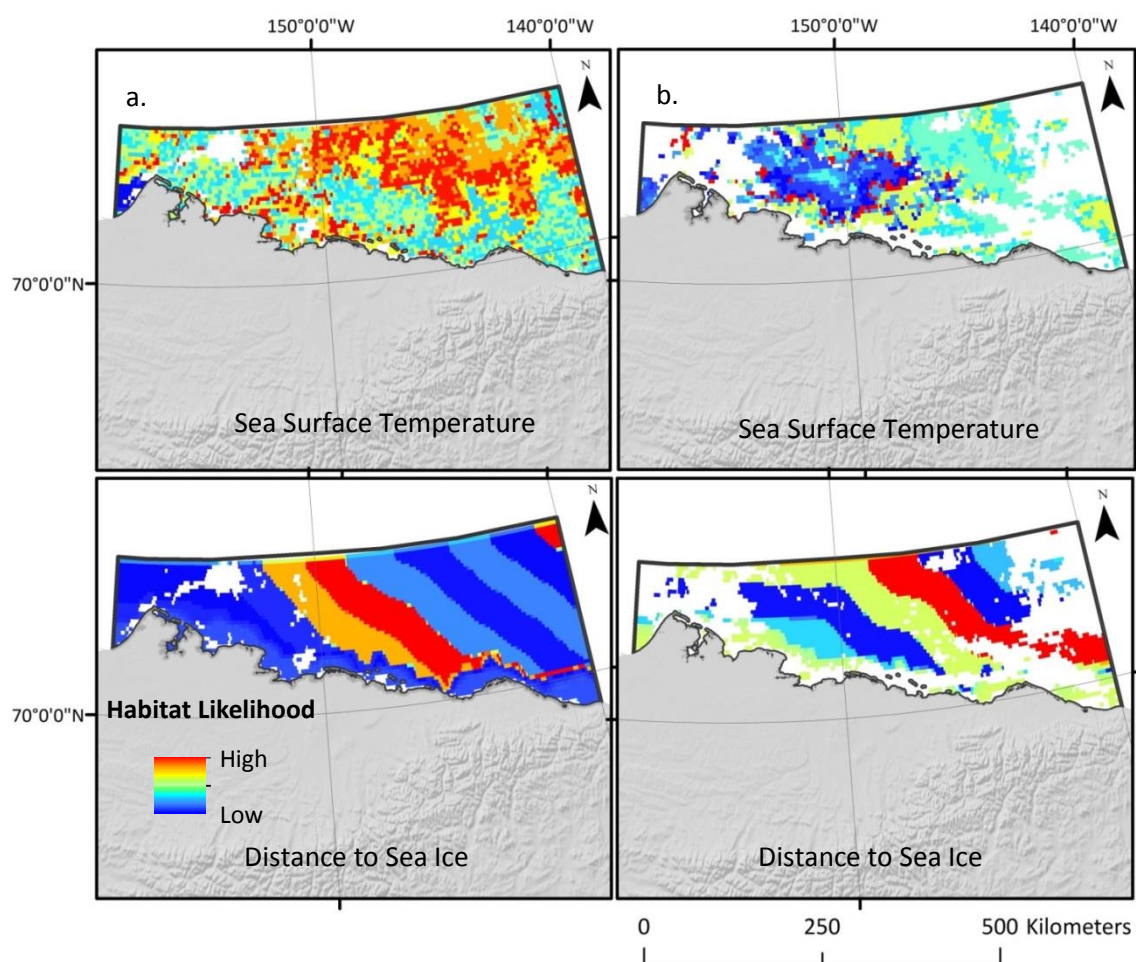 150°0'0"W 140°0'0"W 150°0'0"W 140°0'0"W
N N
a. b.
70°0'0"N
Sea Surface Temperature Sea Surface Temperature
N N
70°0'0"N
Habitat Likelihood
High
Low
Distance to Sea Ice Distance to Sea Ice
0 250 500 Kilometers